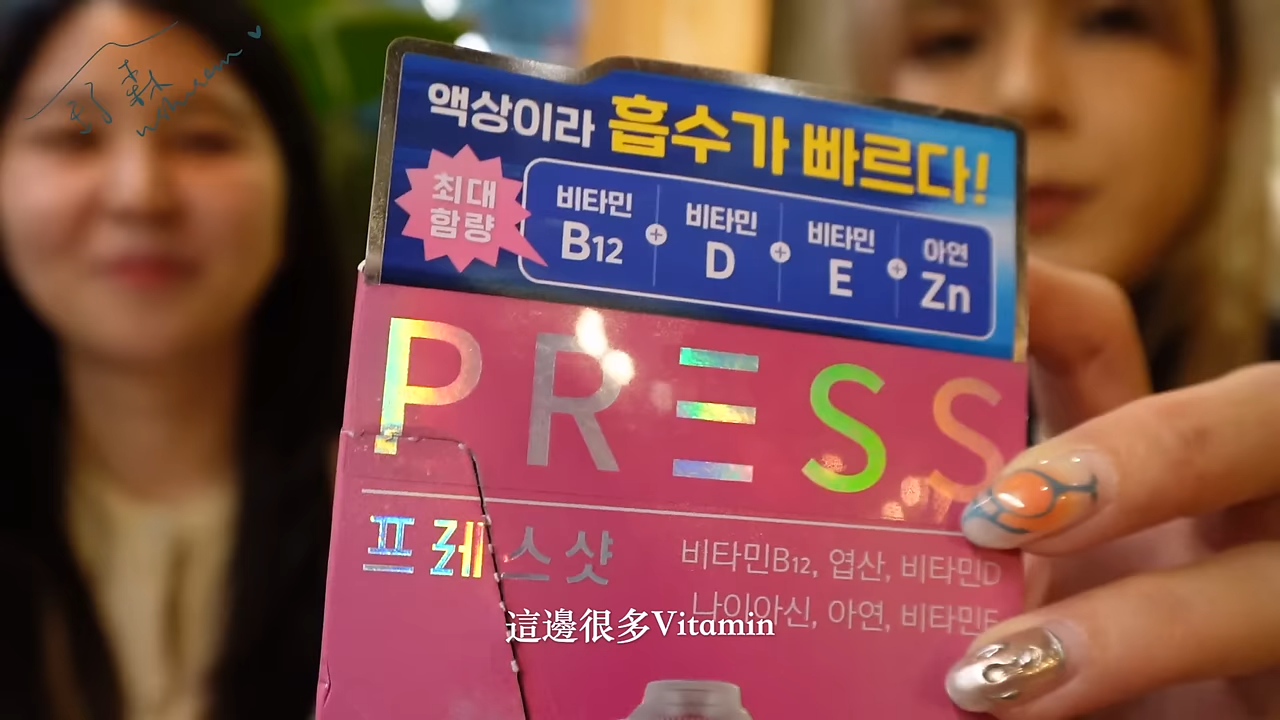 액상이라 흡수가 빠르다!
최대
함량
비타민 B12 + 비타민 D + 비타민 E + 아연 Zn
PRESS
프레스샷
비타민B12, 엽산, 비타민D
나이아신, 아연, 비타민E
這邊很多Vitamin